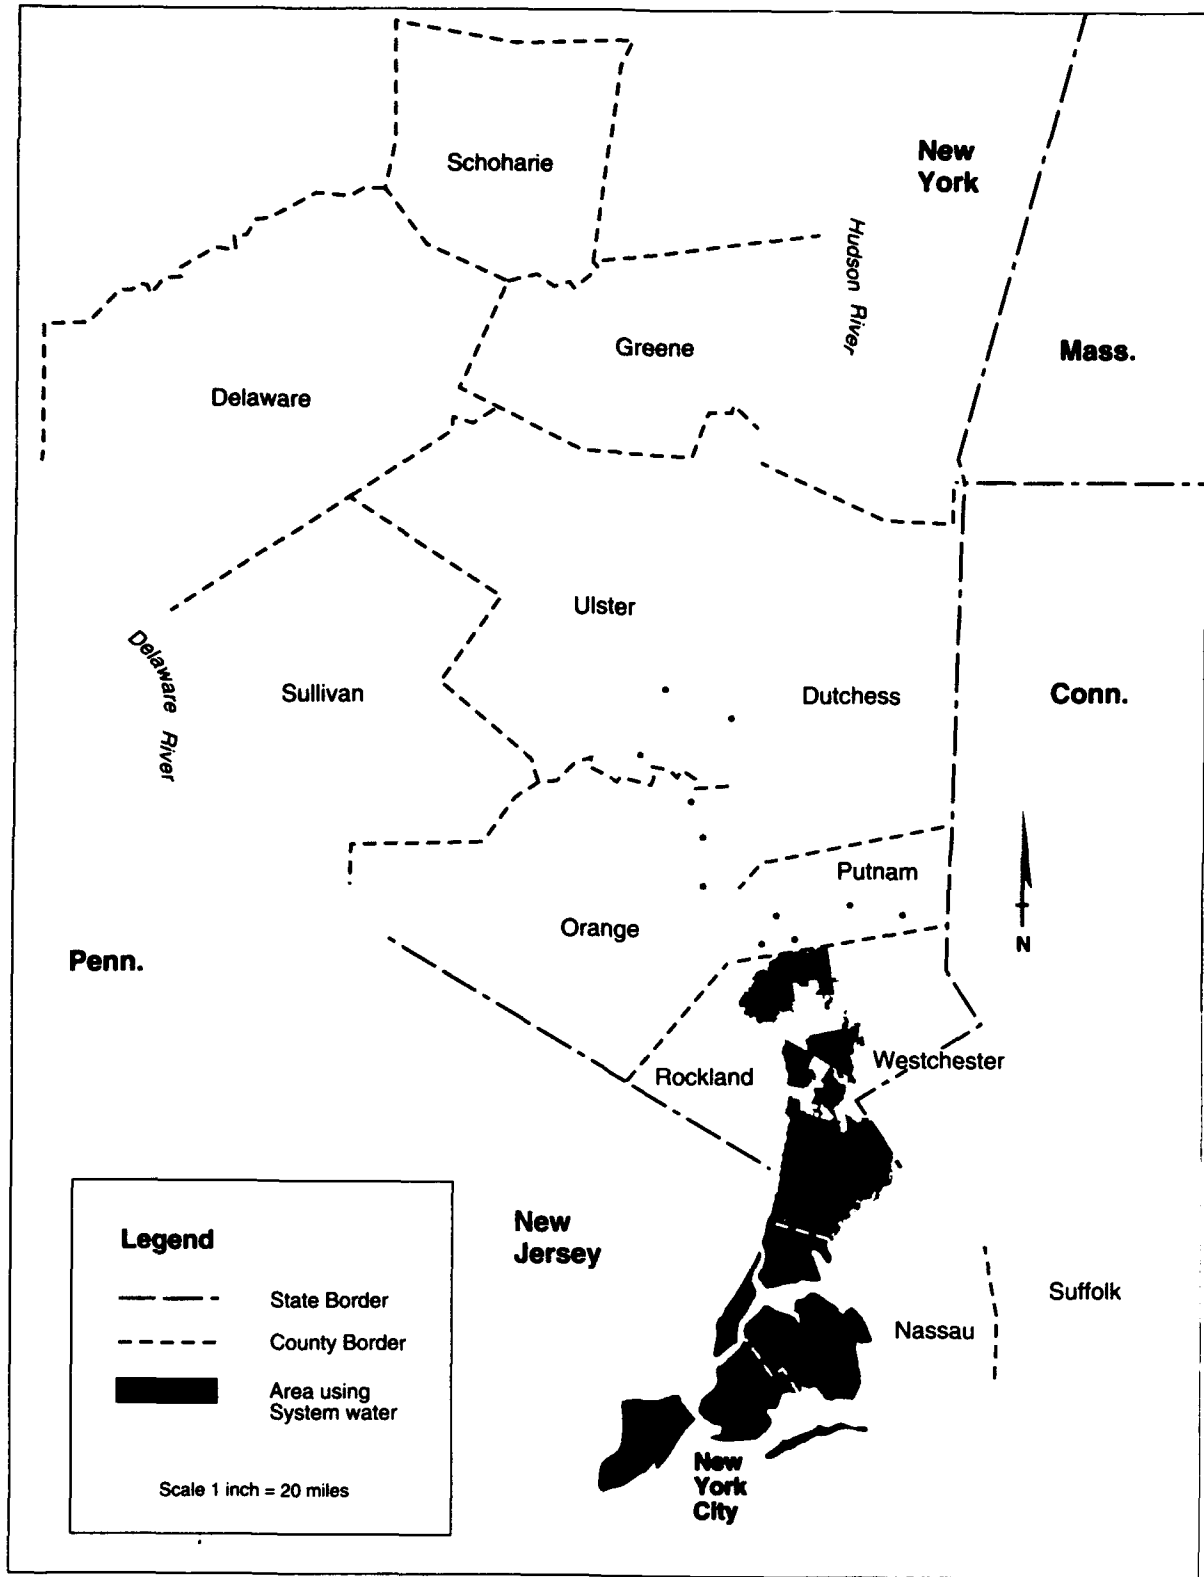 New
York
Schoharie
Hudson River
Greene
Mass.
Delaware
Ulster
Delaware River
Sullivan
Dutchess
Conn.
Putnam
Orange
N
Penn.
Rockland
Westchester
New
Jersey
Suffolk
Nassau
New
York
City
Legend
State Border
County Border
Area using
System water
Scale 1 inch = 20 miles